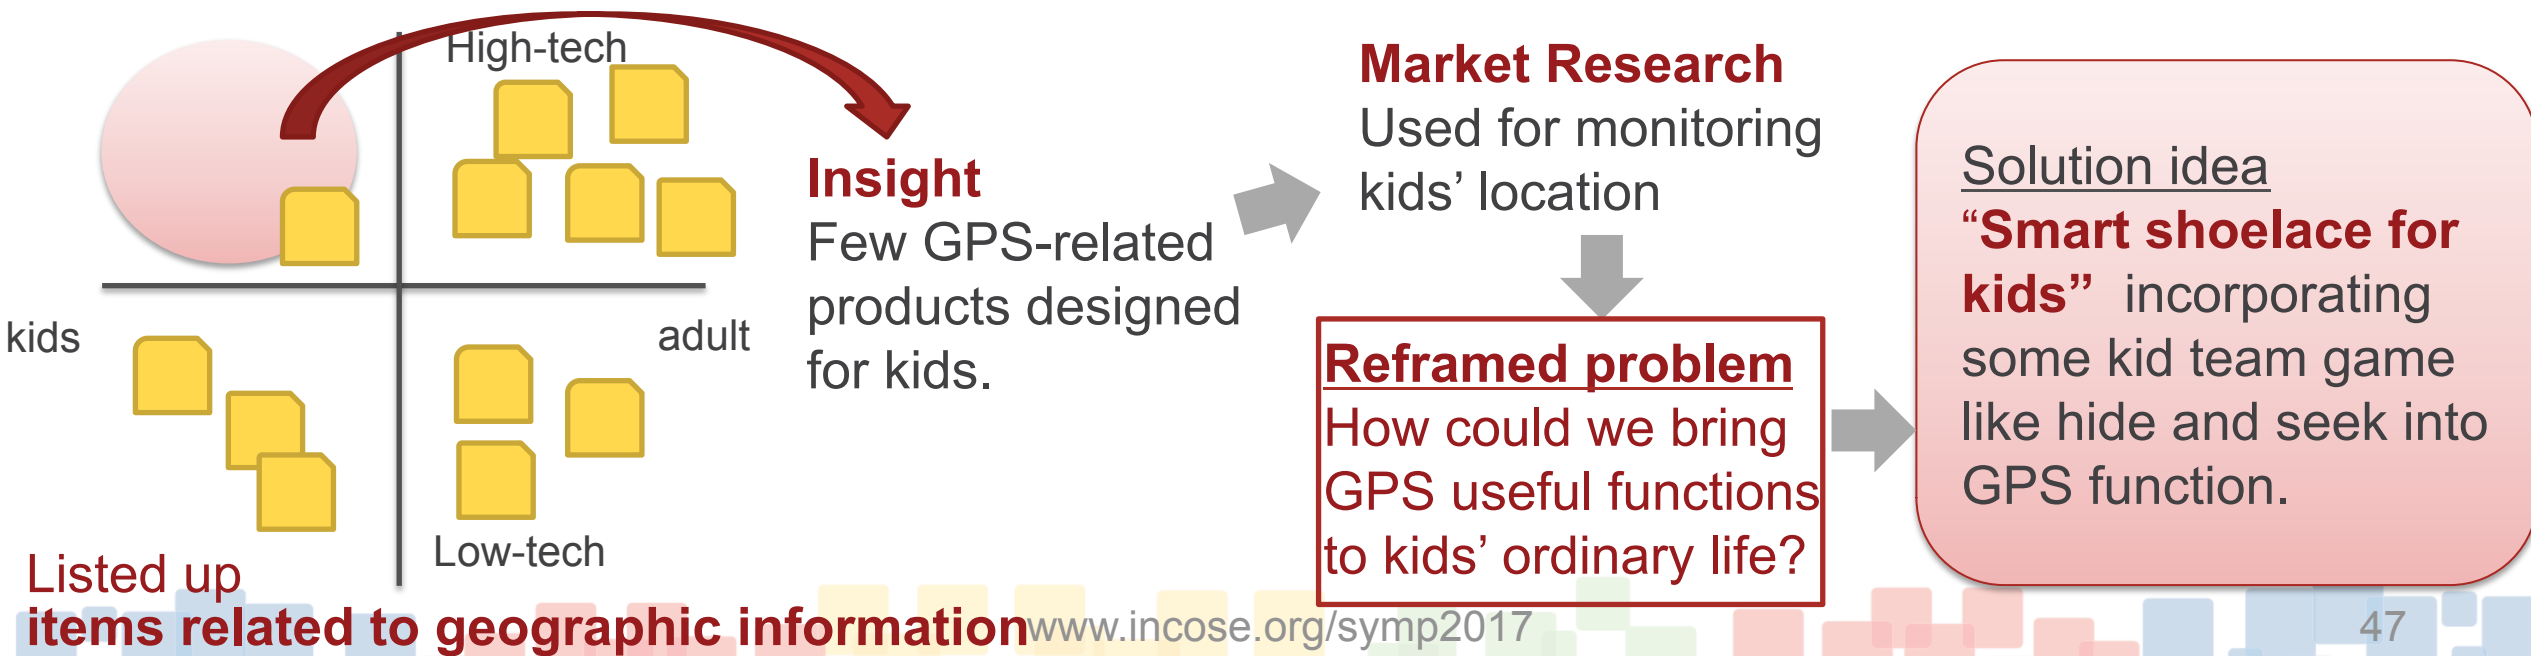 High-tech
kids
adult
Low-tech
Listed up
items related to geographic information
Insight
Few GPS-related
products designed
for kids.
Market Research
Used for monitoring
kids’ location
Reframed problem
How could we bring
GPS useful functions
to kids’ ordinary life?
Solution idea
“Smart shoelace for
kids” incorporating
some kid team game
like hide and seek into
GPS function.
www.incose.org/symp2017
47